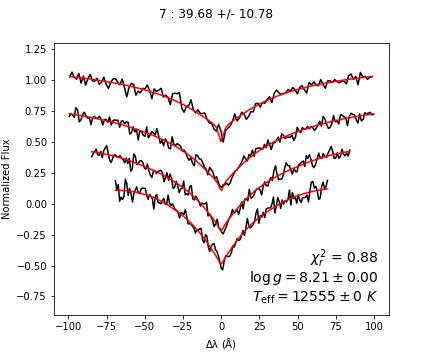 7 : 39.68 +/- 10.78
1.25
1.00
0.75
0.50
0.25
0.00
−0.25
−0.50
−0.75
Normalized Flux
χ²ᵣ = 0.88
log g = 8.21 ± 0.00
T_eff = 12555 ± 0 K
−100 −75 −50 −25 0 25 50 75 100
Δλ (Å)